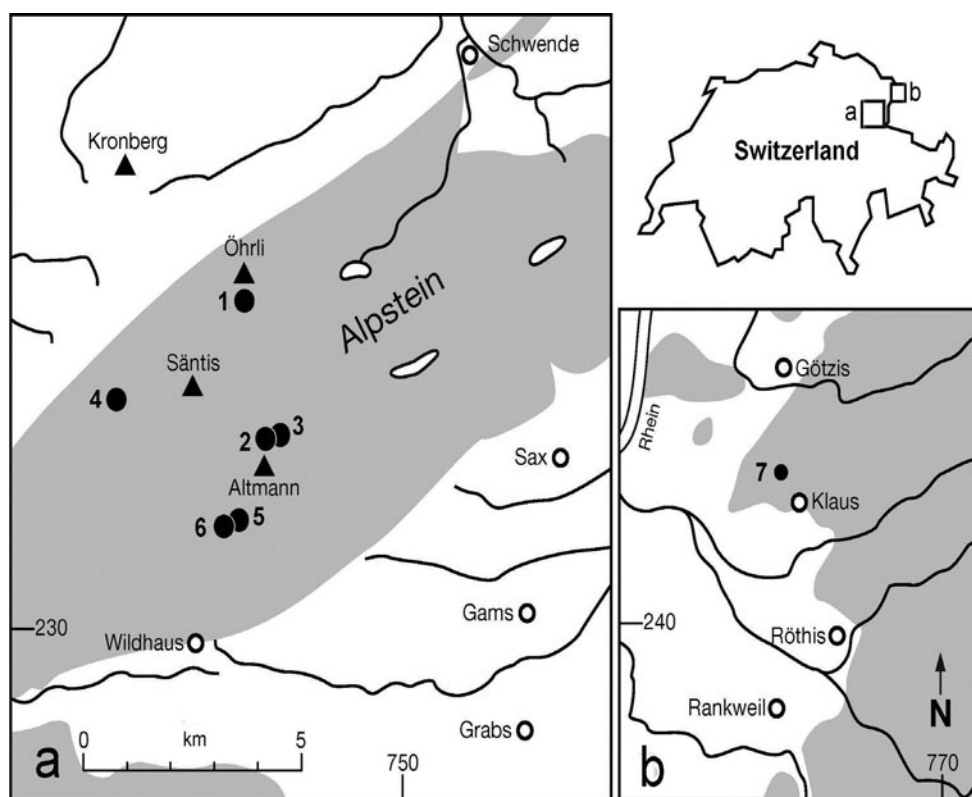 Schwende
Kronberg
Öhrli
1
Alpstein
Säntis
4
2
3
Altmann
Sax
6
5
Gams
230
Wildhaus
Grabs
0
km
5
a
750
a
b
Switzerland
Götzis
Rhein
7
Klaus
240
Röthis
Rankweil
N
b
770